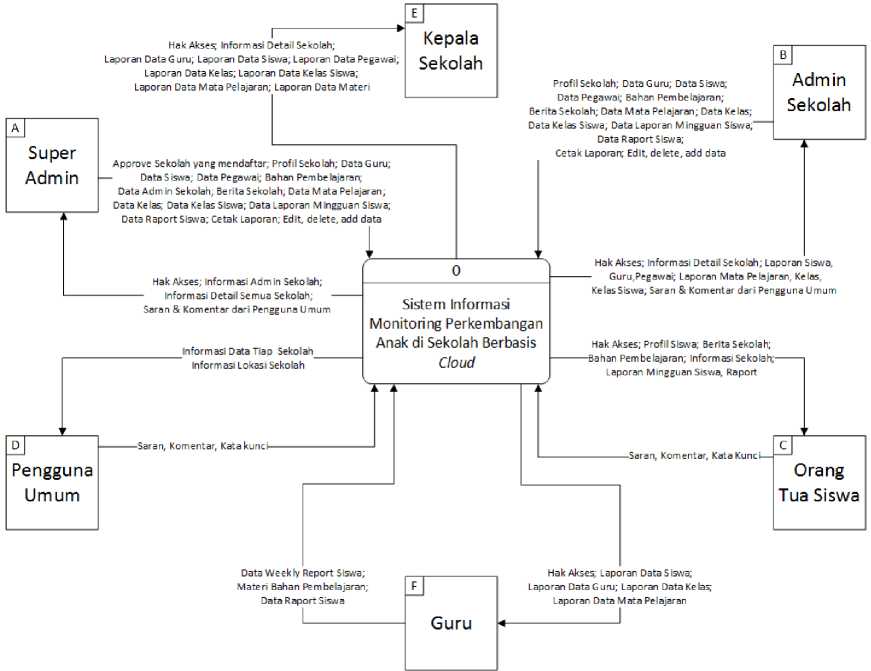 E
Kepala
Sekolah
Hak Akses; Informasi Detail Sekolah;
Laporan Data Guru; Laporan Data Siswa; Laporan Data Pegawai;
Laporan Data Kelas; Laporan Data Kelas Siswa;
Laporan Data Mata Pelajaran; Laporan Data Materi
B
Admin
Sekolah
Profil Sekolah; Data Guru; Data Siswa;
Data Pegawai; Bahan Pembelajaran;
Berita Sekolah; Data Mata Pelajaran; Data Kelas;
Data Kelas Siswa; Data Laporan Mingguan Siswa;
Data Raport Siswa;
Cetak Laporan; Edit, delete, add data
A
Super
Admin
Approve Sekolah yang mendaftar; Profil Sekolah; Data Guru;
Data Siswa; Data Pegawai; Bahan Pembelajaran;
Data Admin Sekolah, Berita Sekolah; Data Mata Pelajaran;
Data Kelas; Data Kelas Siswa; Data Laporan Mingguan Siswa;
Data Raport Siswa; Cetak Laporan; Edit, delete, add data
Hak Akses; Informasi Admin Sekolah;
Informasi Detail Semua Sekolah;
Saran & Komentar dari Pengguna Umum
0
Sistem Informasi
Monitoring Perkembangan
Anak di Sekolah Berbasis
Cloud
Hak Akses; Informasi Detail Sekolah; Laporan Siswa,
Guru,Pegawai; Laporan Mata Pelajaran, Kelas,
Kelas Siswa; Saran & Komentar dari Pengguna Umum
Informasi Data Tiap Sekolah
Informasi Lokasi Sekolah
Hak Akses; Profil Siswa; Berita Sekolah;
Bahan Pembelajaran; Informasi Sekolah;
Laporan Mingguan Siswa, Raport
D
Pengguna
Umum
Saran, Komentar, Kata kunci
Saran, Komentar, Kata Kunci
C
Orang
Tua Siswa
Data Weekly Report Siswa;
Materi Bahan Pembelajaran;
Data Raport Siswa
F
Guru
Hak Akses; Laporan Data Siswa;
Laporan Data Guru; Laporan Data Kelas;
Laporan Data Mata Pelajaran